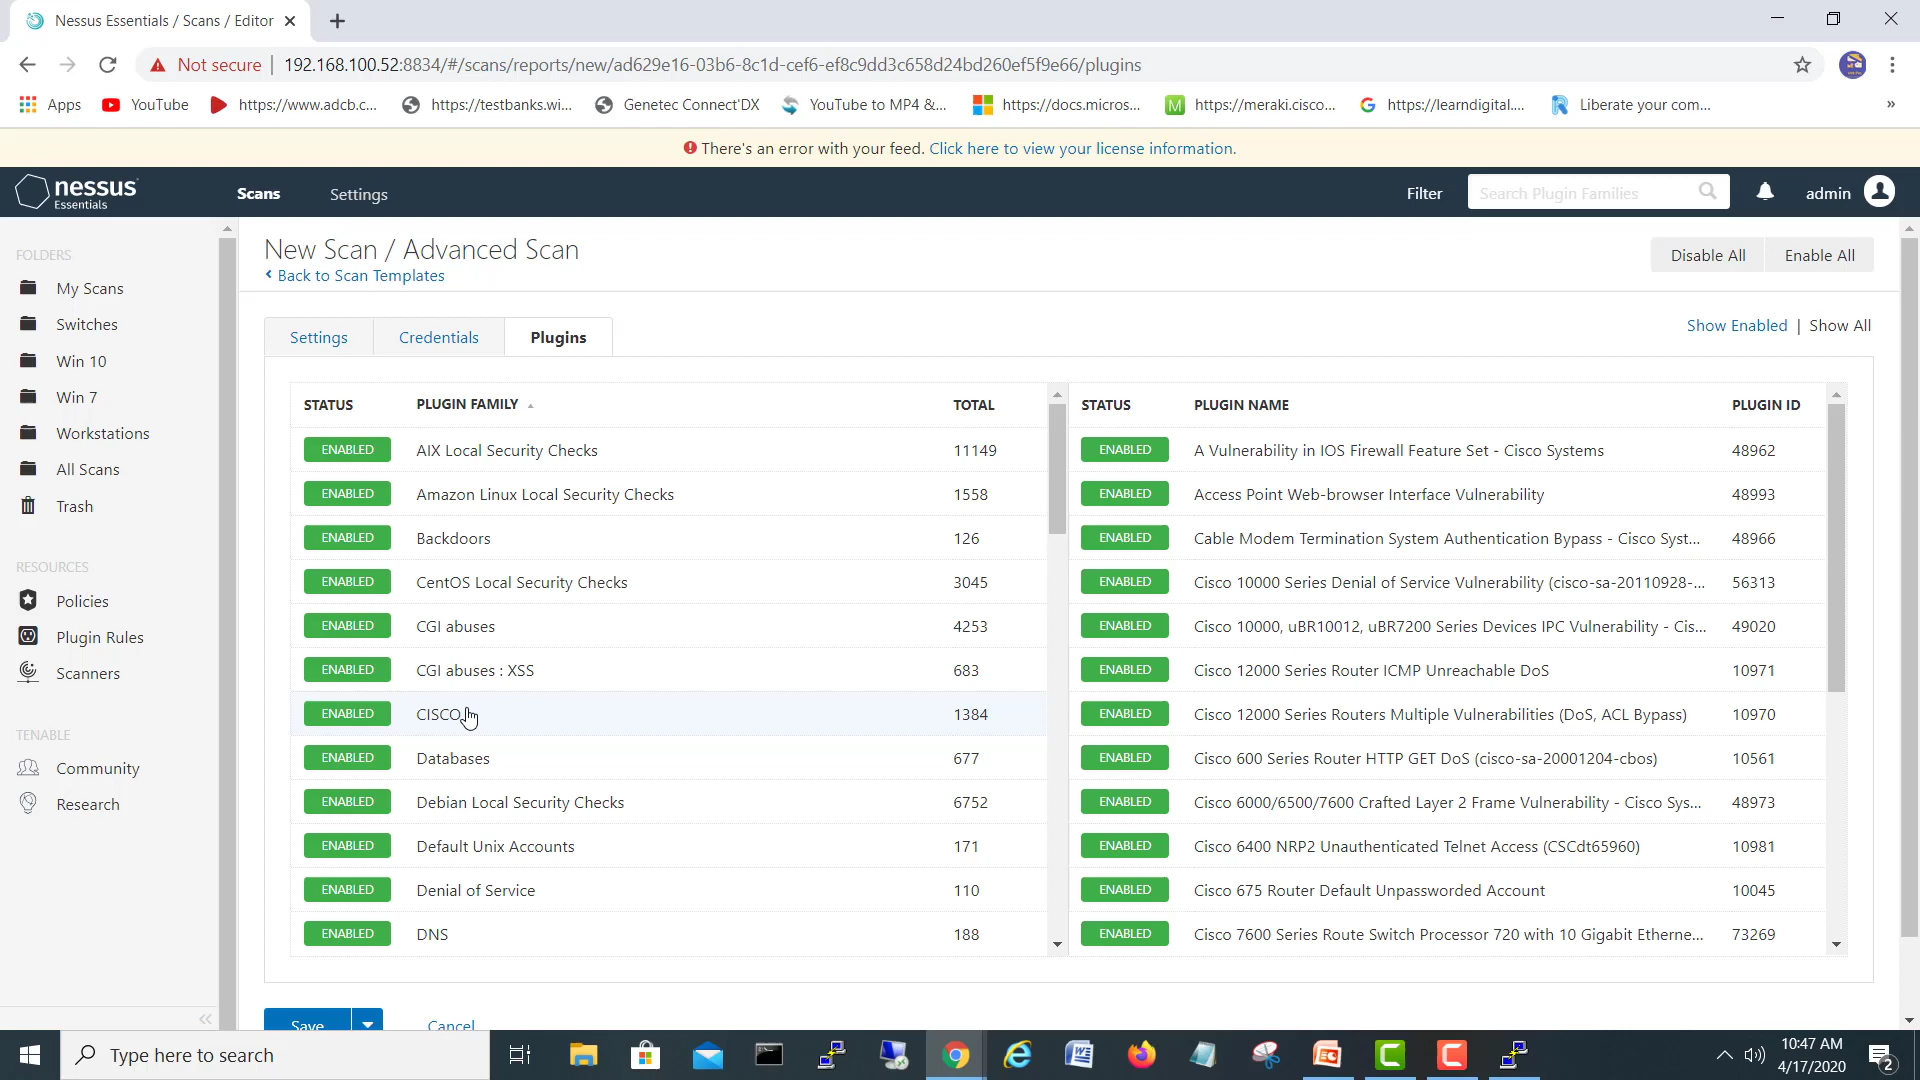 Nessus Essentials / Scans / Editor
Not secure | 192.168.100.52:8834/#/scans/reports/new/ad629e16-03b6-8c1d-cef6-ef8c9dd3c658d24bd260ef5f9e66/plugins
Apps YouTube https://www.adcb.c... https://testbanks.wi... Genetec Connect'DX YouTube to MP4 &... https://docs.micros... https://meraki.cisco... https://learndigital.... Liberate your com... »
There's an error with your feed. Click here to view your license information.
nessus Essentials Scans Settings Filter Search Plugin Families admin
FOLDERS
My Scans
Switches
Win 10
Win 7
Workstations
All Scans
Trash
RESOURCES
Policies
Plugin Rules
Scanners
TENABLE
Community
Research
New Scan / Advanced Scan
Back to Scan Templates
Disable All Enable All
Settings Credentials Plugins
Show Enabled | Show All
STATUS PLUGIN FAMILY TOTAL
ENABLED AIX Local Security Checks 11149
ENABLED Amazon Linux Local Security Checks 1558
ENABLED Backdoors 126
ENABLED CentOS Local Security Checks 3045
ENABLED CGI abuses 4253
ENABLED CGI abuses : XSS 683
ENABLED CISCO 1384
ENABLED Databases 677
ENABLED Debian Local Security Checks 6752
ENABLED Default Unix Accounts 171
ENABLED Denial of Service 110
ENABLED DNS 188
STATUS PLUGIN NAME PLUGIN ID
ENABLED A Vulnerability in IOS Firewall Feature Set - Cisco Systems 48962
ENABLED Access Point Web-browser Interface Vulnerability 48993
ENABLED Cable Modem Termination System Authentication Bypass - Cisco Syst... 48966
ENABLED Cisco 10000 Series Denial of Service Vulnerability (cisco-sa-20110928-... 56313
ENABLED Cisco 10000, uBR10012, uBR7200 Series Devices IPC Vulnerability - Cis... 49020
ENABLED Cisco 12000 Series Router ICMP Unreachable DoS 10971
ENABLED Cisco 12000 Series Routers Multiple Vulnerabilities (DoS, ACL Bypass) 10970
ENABLED Cisco 600 Series Router HTTP GET DoS (cisco-sa-20001204-cbos) 10561
ENABLED Cisco 6000/6500/7600 Crafted Layer 2 Frame Vulnerability - Cisco Sys... 48973
ENABLED Cisco 6400 NRP2 Unauthenticated Telnet Access (CSCdt65960) 10981
ENABLED Cisco 675 Router Default Unpassworded Account 10045
ENABLED Cisco 7600 Series Route Switch Processor 720 with 10 Gigabit Etherne... 73269
Save Cancel
Type here to search
10:47 AM
4/17/2020
2